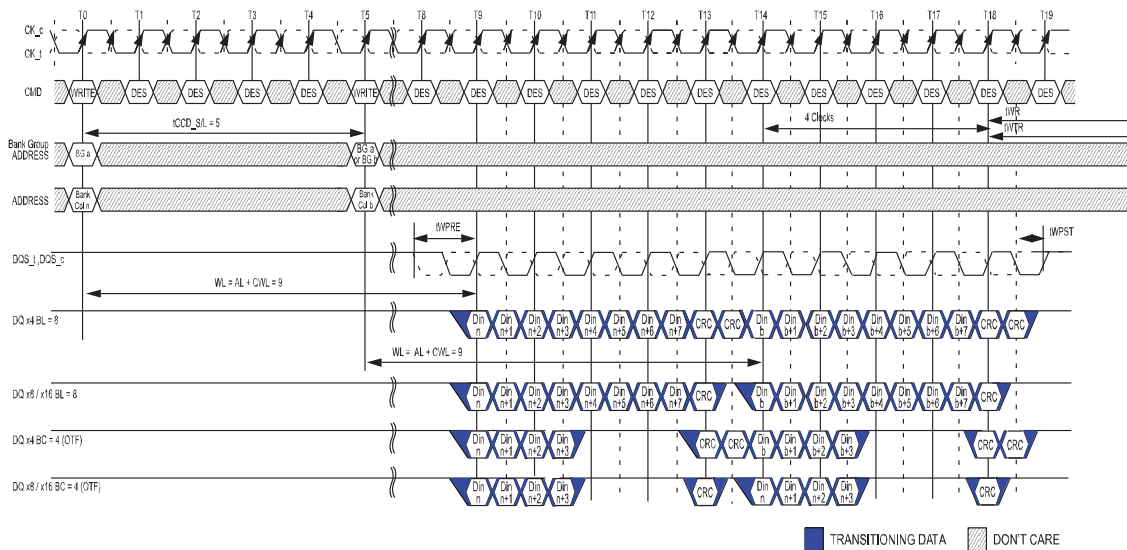 T0 T1 T2 T3 T4 T5 T8 T9 T10 T11 T12 T13 T14 T15 T16 T17 T18 T19
CK_c
CK_t
CMD WRITE DES DES DES DES WRITE DES DES DES DES DES DES DES DES DES DES DES DES
tCCD_S/L = 5
4 Clocks
tWR
tWTR
Bank Group
ADDRESS
BG a
BG a
or BG b
ADDRESS
Bank
Col n
Bank
Col b
tWPRE
tWPST
DQS_t,DQS_c
WL = AL + CWL = 9
DQ x4 BL = 8
Din Din Din Din Din Din Din Din CRC CRC Din Din Din Din Din Din Din Din CRC CRC
n n+1 n+2 n+3 n+4 n+5 n+6 n+7 b b+1 b+2 b+3 b+4 b+5 b+6 b+7
WL = AL + CWL = 9
DQ x8 / x16 BL = 8
Din Din Din Din Din Din Din Din CRC Din Din Din Din Din Din Din Din CRC
n n+1 n+2 n+3 n+4 n+5 n+6 n+7 b b+1 b+2 b+3 b+4 b+5 b+6 b+7
DQ x4 BC = 4 (OTF)
Din Din Din Din CRC CRC Din Din Din Din CRC CRC
n n+1 n+2 n+3 b b+1 b+2 b+3
DQ x8 / x16 BC = 4 (OTF)
Din Din Din Din CRC Din Din Din Din CRC
n n+1 n+2 n+3 b b+1 b+2 b+3
TRANSITIONING DATA
DON'T CARE